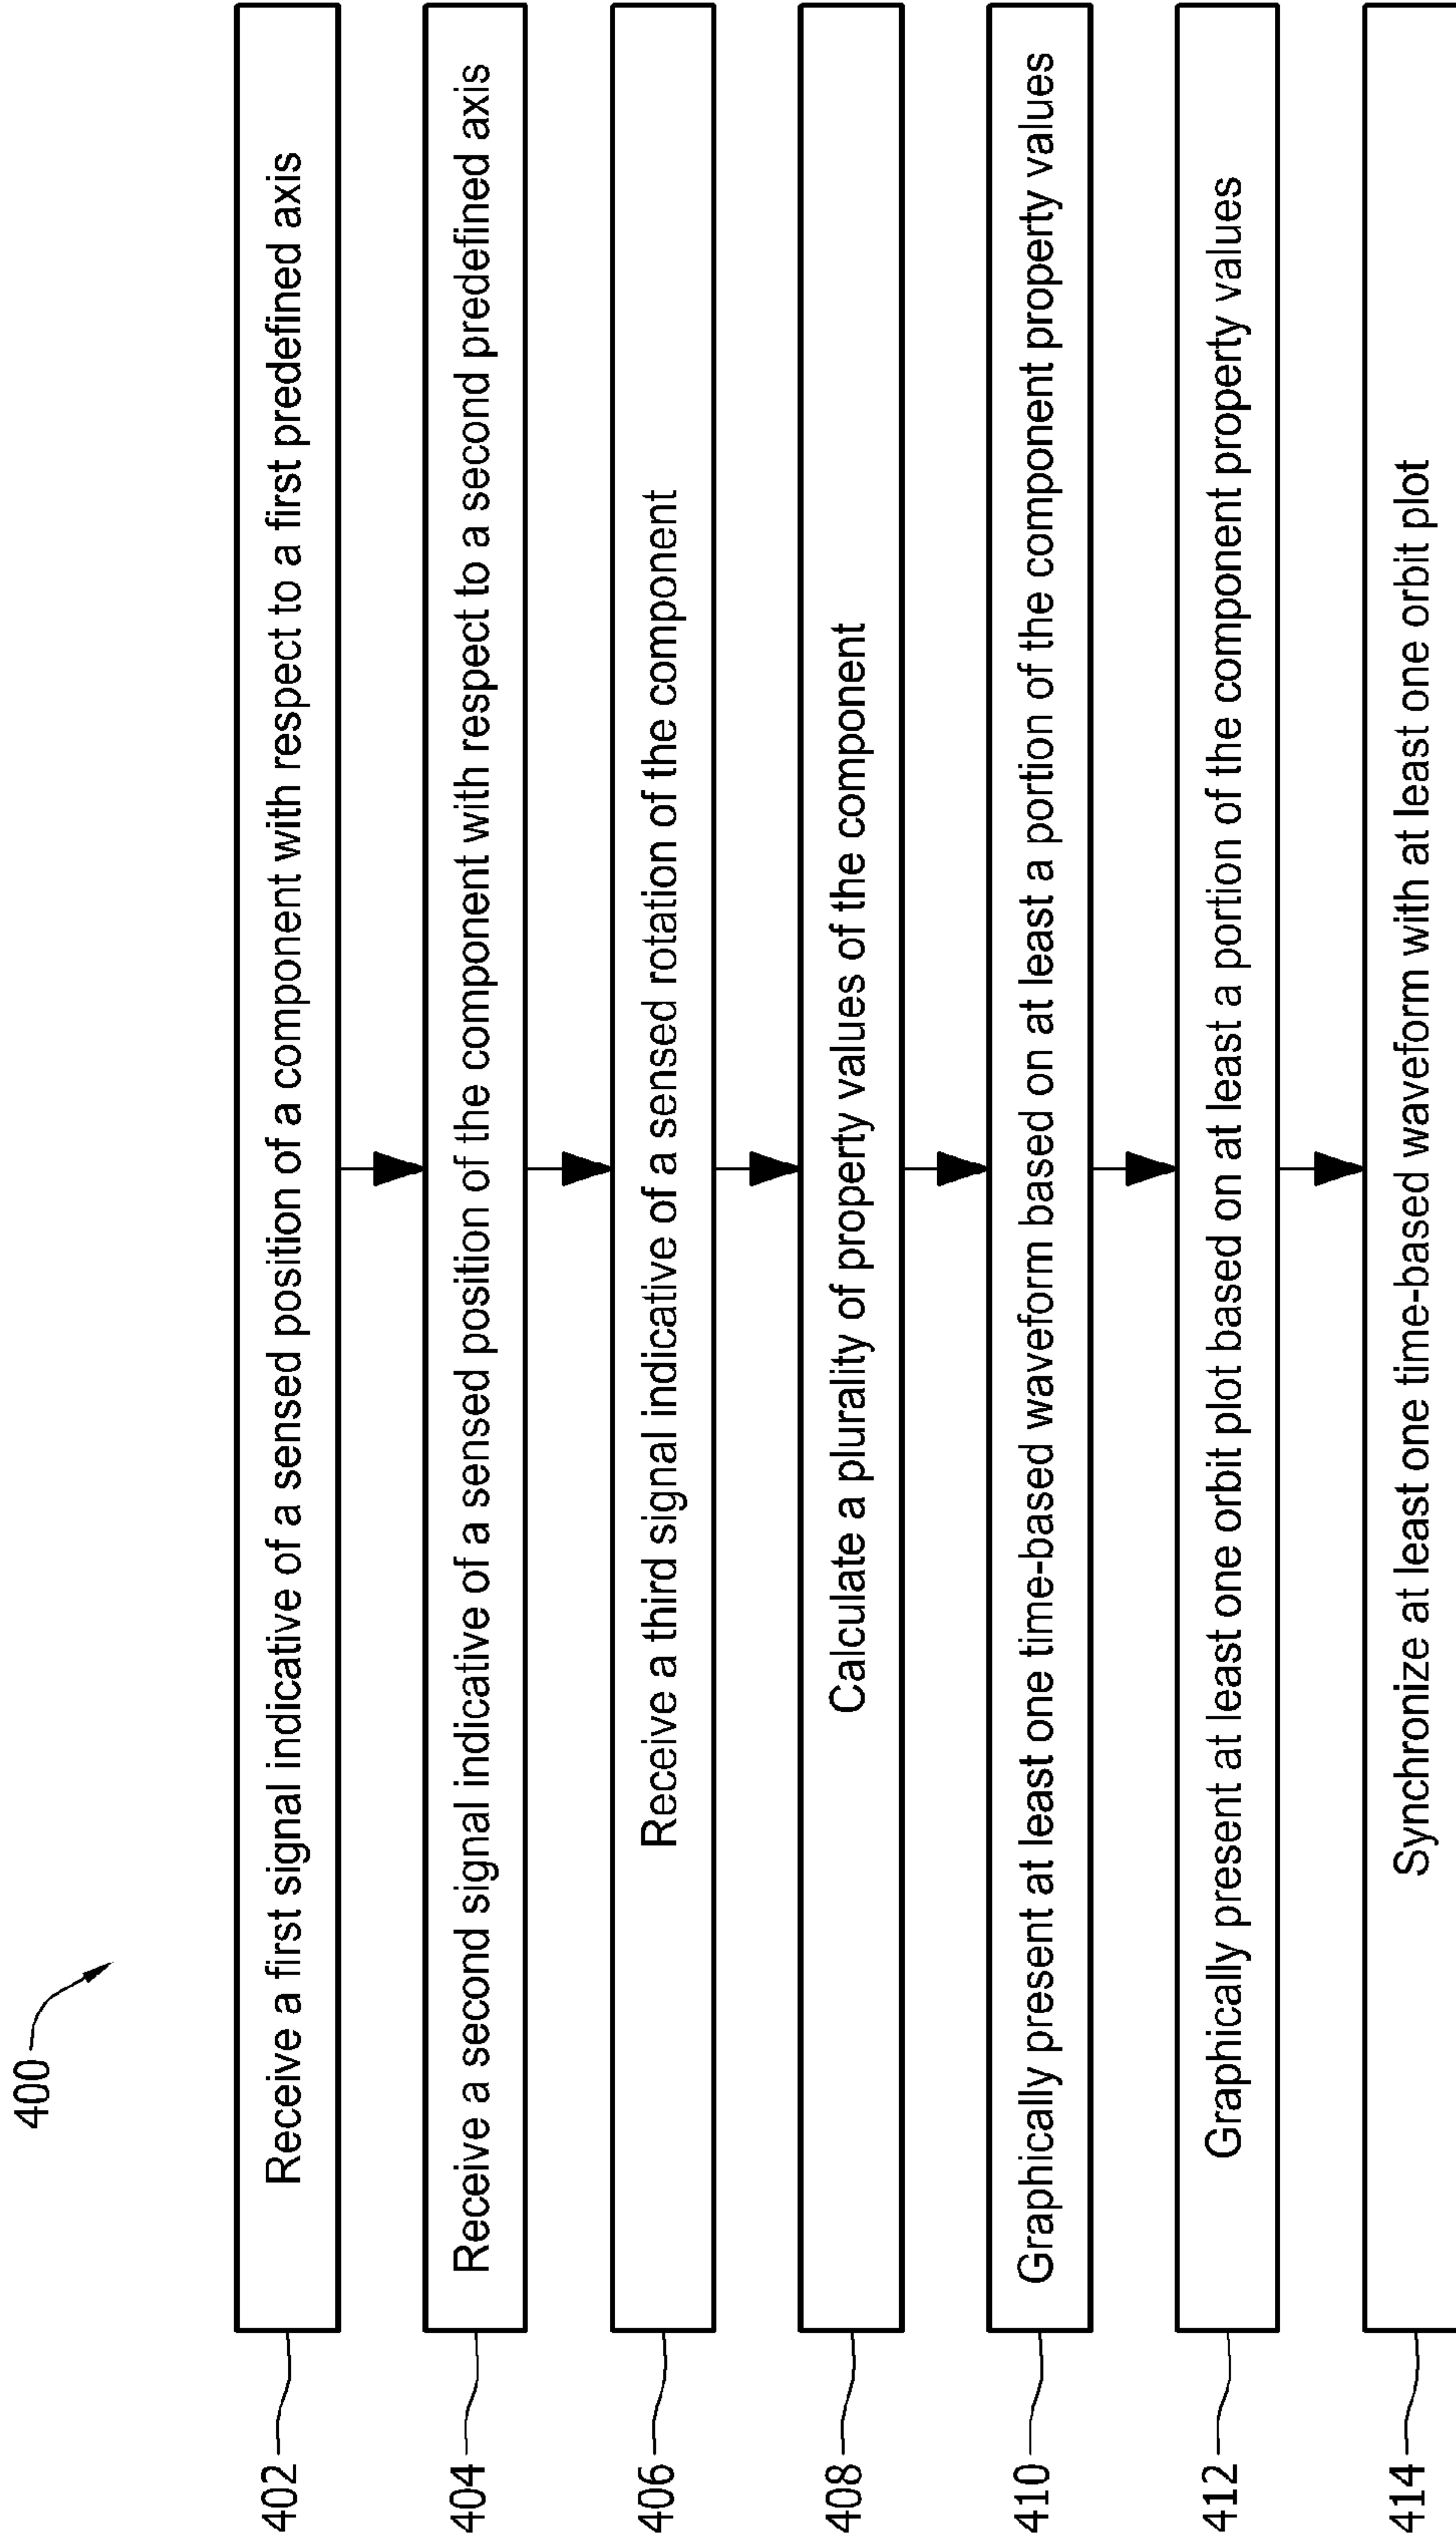 400
402
Receive a first signal indicative of a sensed position of a component with respect to a first predefined axis
404
Receive a second signal indicative of a sensed position of the component with respect to a second predefined axis
406
Receive a third signal indicative of a sensed rotation of the component
408
Calculate a plurality of property values of the component
410
Graphically present at least one time-based waveform based on at least a portion of the component property values
412
Graphically present at least one orbit plot based on at least a portion of the component property values
414
Synchronize at least one time-based waveform with at least one orbit plot